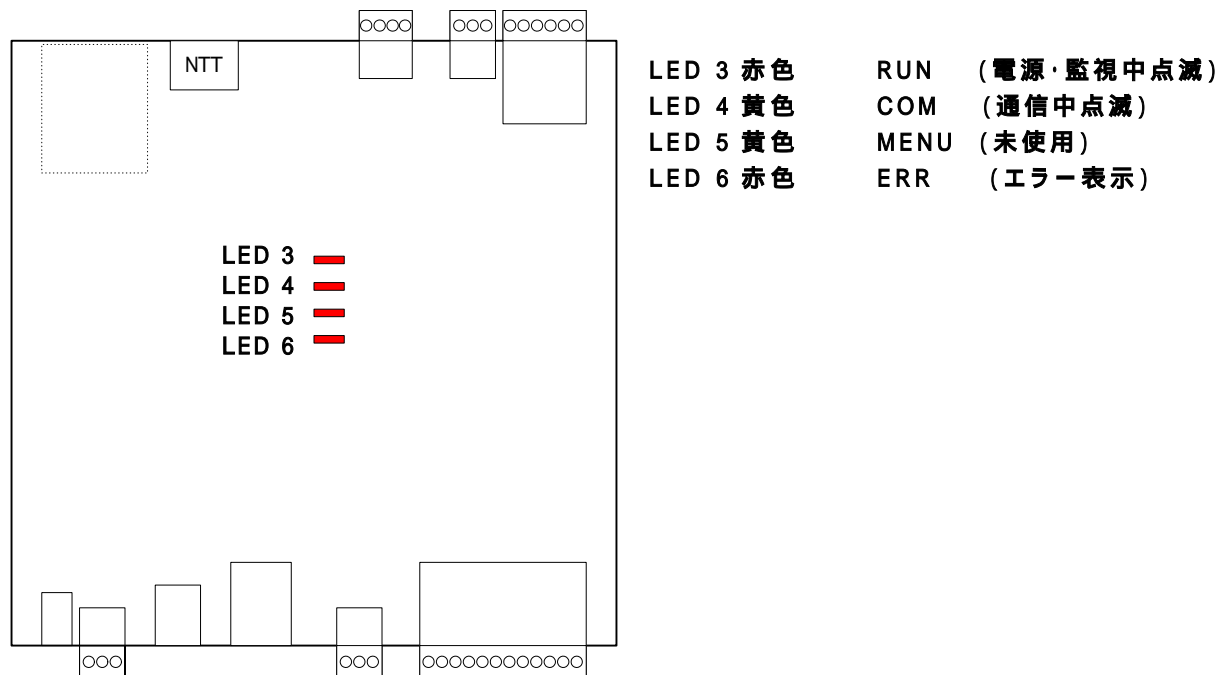 NTT
LED 3 赤色 RUN (電源･監視中点滅)
LED 4 黄色 COM (通信中点滅)
LED 5 黄色 MENU (未使用)
LED 6 赤色 ERR (エラー表示)
LED 3
LED 4
LED 5
LED 6